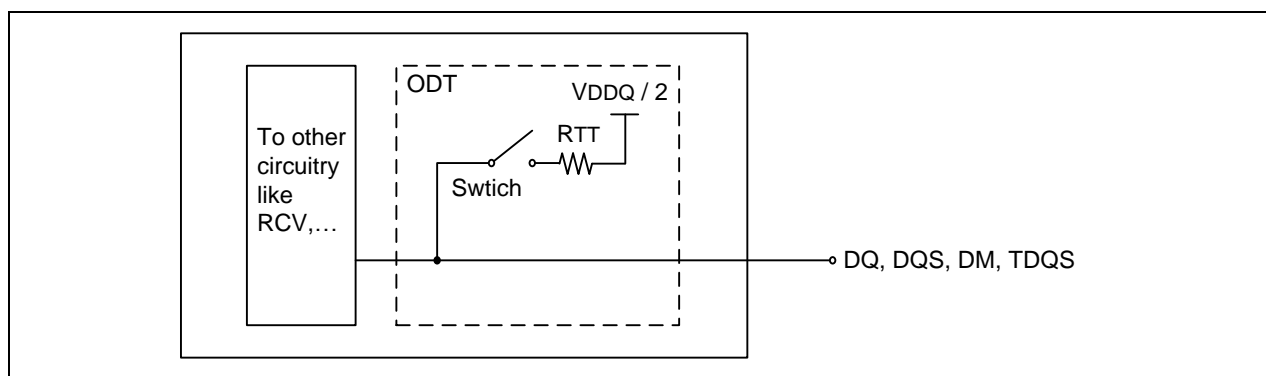 ODT
VDDQ / 2
RTT
Swtich
To other
circuitry
like
RCV,…
DQ, DQS, DM, TDQS